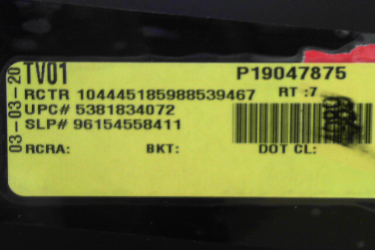 03-03-20
TV01 P19047875
RCTR 104445185988539467 RT :7
UPC# 5381834072
SLP# 96154558411
RCRA: BKT: DOT CL: